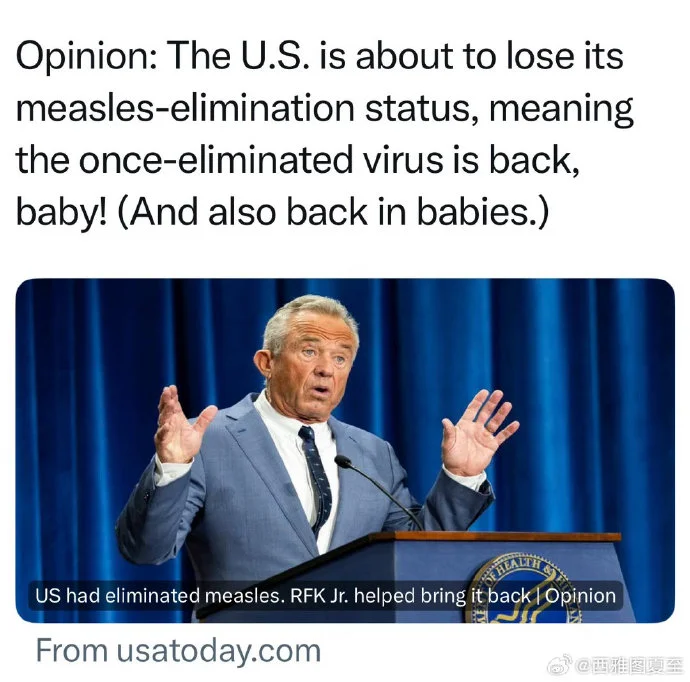 Opinion: The U.S. is about to lose its
measles-elimination status, meaning
the once-eliminated virus is back,
baby! (And also back in babies.)
OF HEALTH &
US had eliminated measles. RFK Jr. helped bring it back | Opinion
From usatoday.com
@西雅图夏至